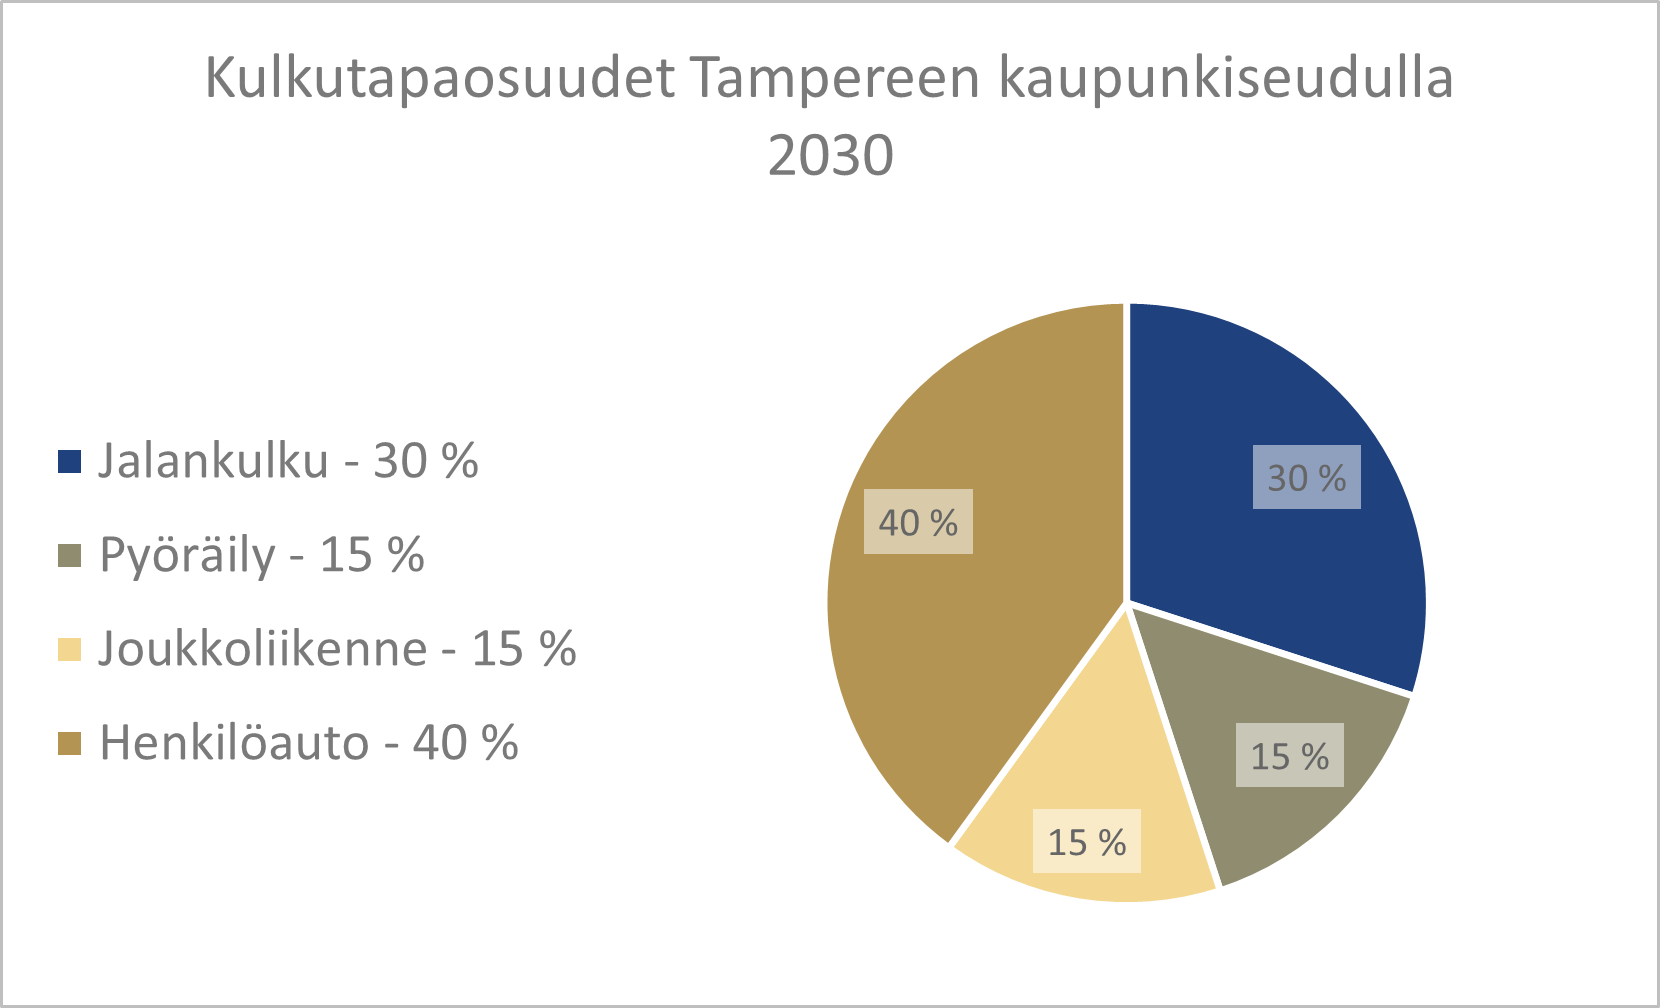 Kulkutapaosuudet Tampereen kaupunkiseudulla
2030
Jalankulku - 30 %
Pyöräily - 15 %
Joukkoliikenne - 15 %
Henkilöauto - 40 %
30 %
40 %
15 %
15 %